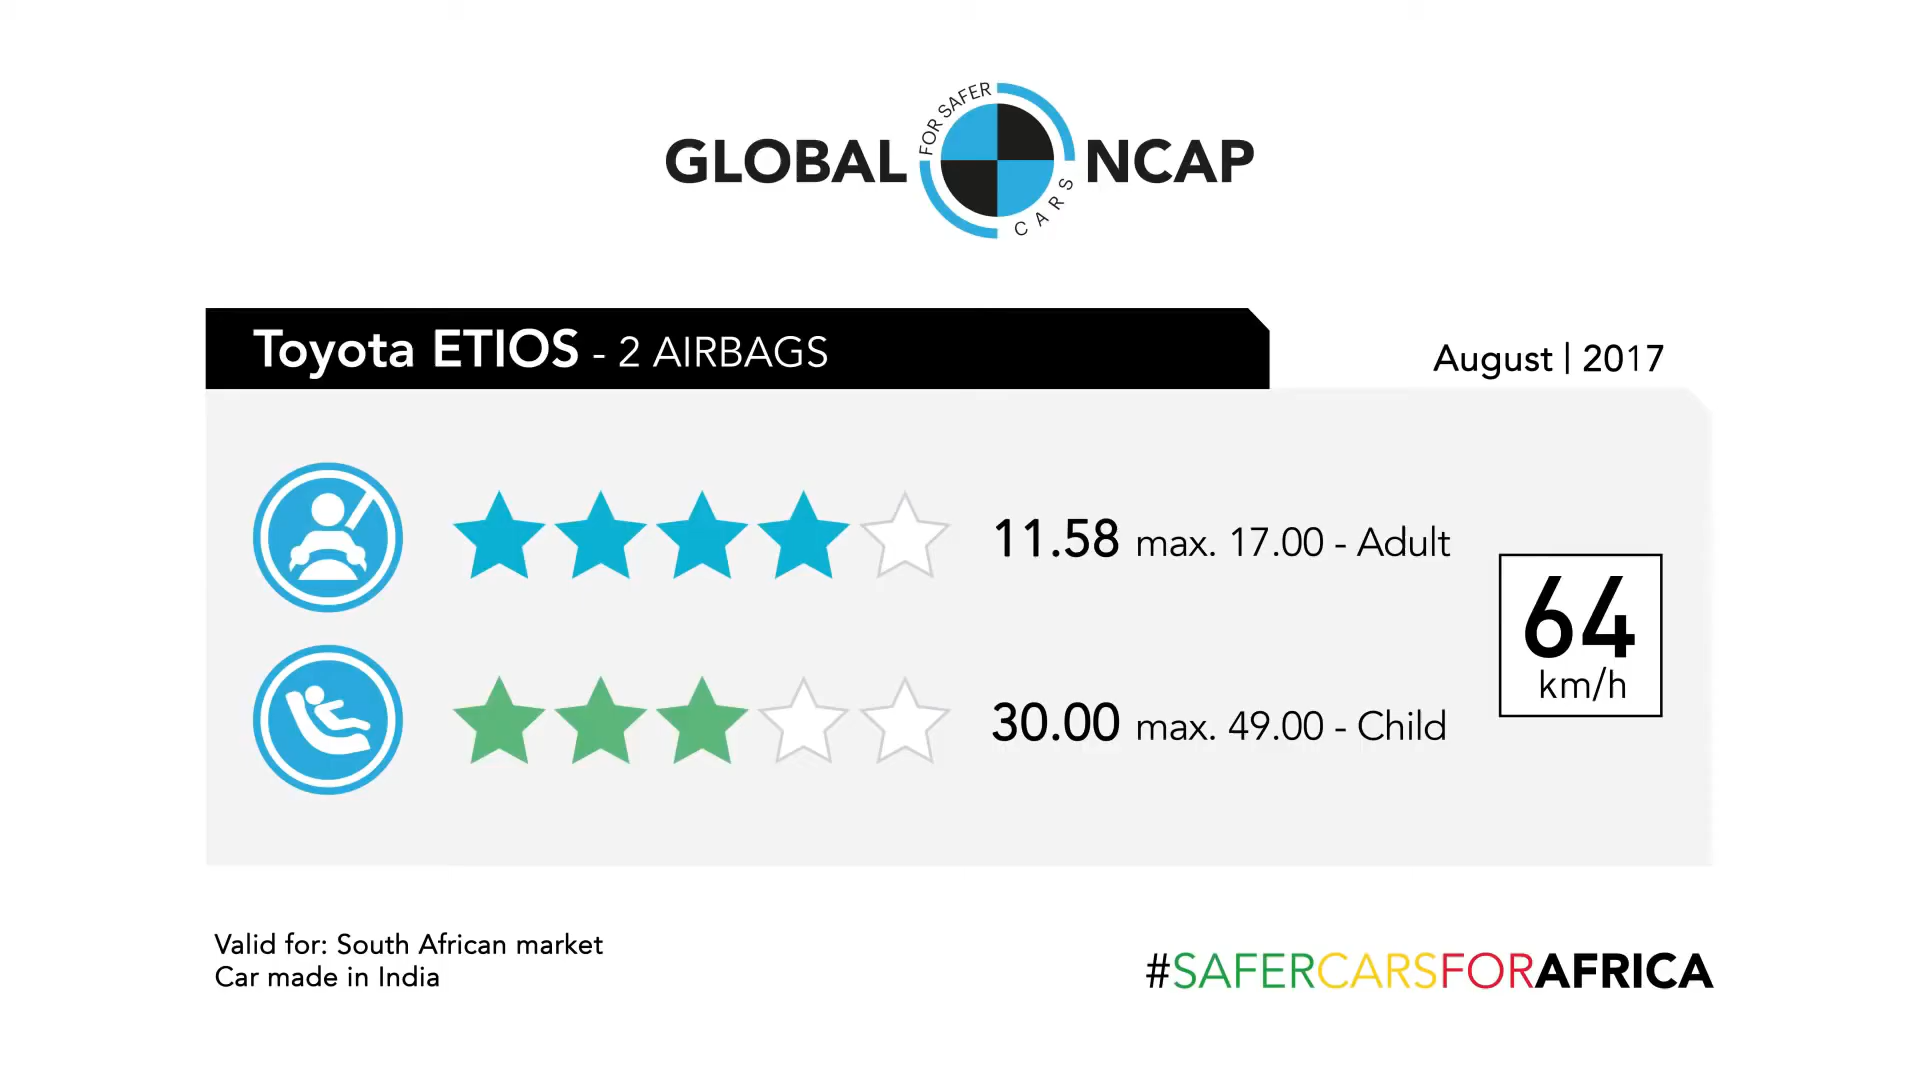 GLOBAL FOR SAFER CARS NCAP
Toyota ETIOS - 2 AIRBAGS
August | 2017
11.58 max. 17.00 - Adult
30.00 max. 49.00 - Child
64
km/h
Valid for: South African market
Car made in India
#SAFERCARSFORAFRICA